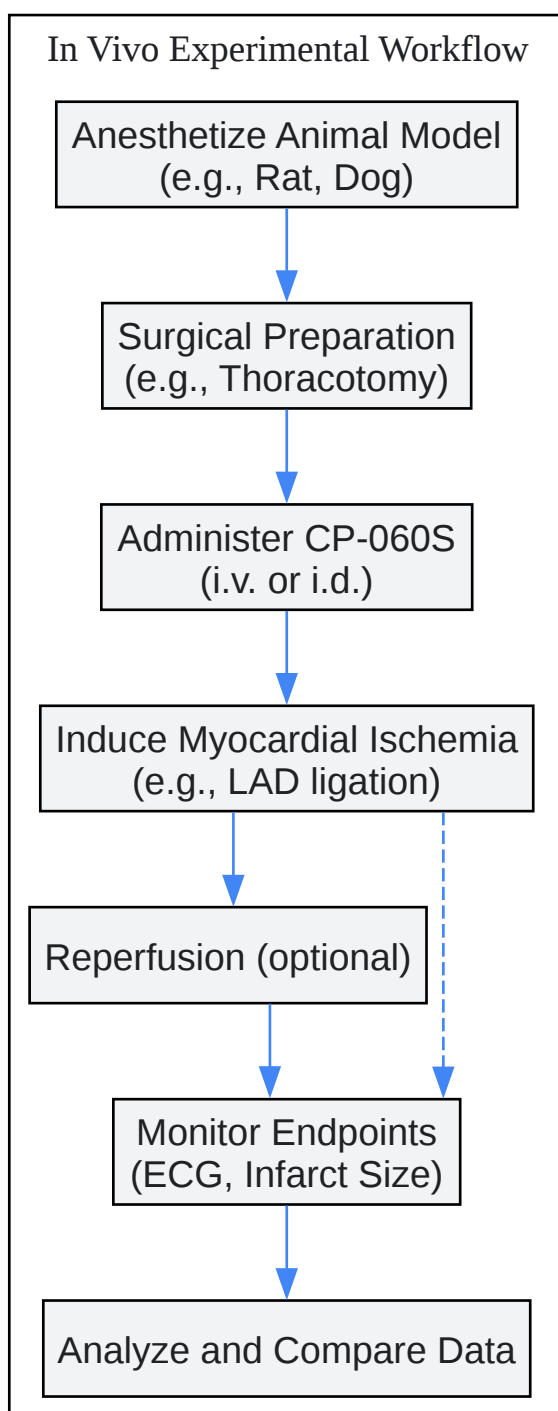 In Vivo Experimental Workflow
Anesthetize Animal Model
(e.g., Rat, Dog)
Surgical Preparation
(e.g., Thoracotomy)
Administer CP-060S
(i.v. or i.d.)
Induce Myocardial Ischemia
(e.g., LAD ligation)
Reperfusion (optional)
Monitor Endpoints
(ECG, Infarct Size)
Analyze and Compare Data